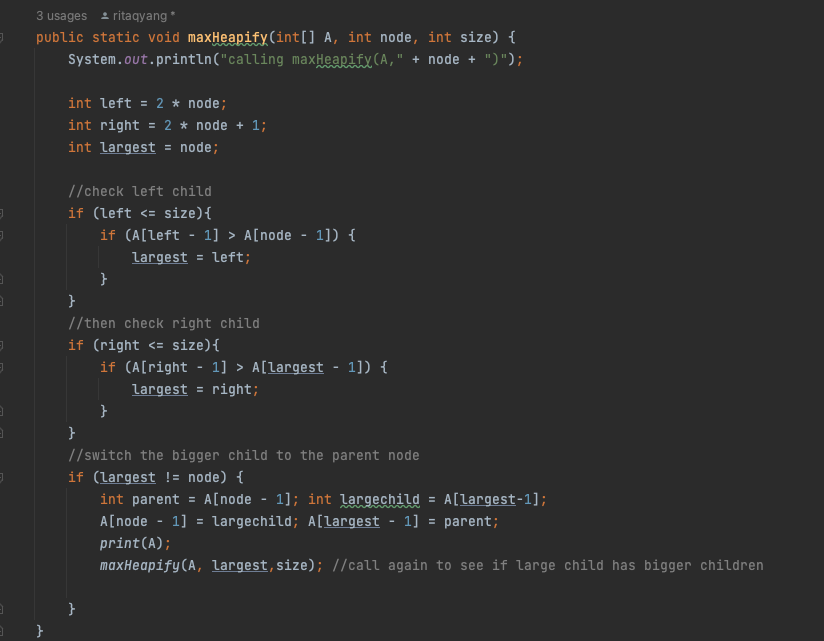 3 usages ritaqyang *
public static void maxHeapify(int[] A, int node, int size) {
System.out.println("calling maxHeapify(A," + node + ")");
int left = 2 * node;
int right = 2 * node + 1;
int largest = node;
//check left child
if (left <= size){
if (A[left - 1] > A[node - 1]) {
largest = left;
}
}
//then check right child
if (right <= size){
if (A[right - 1] > A[largest - 1]) {
largest = right;
}
}
//switch the bigger child to the parent node
if (largest != node) {
int parent = A[node - 1]; int largechild = A[largest-1];
A[node - 1] = largechild; A[largest - 1] = parent;
print(A);
maxHeapify(A, largest,size); //call again to see if large child has bigger children
}
}